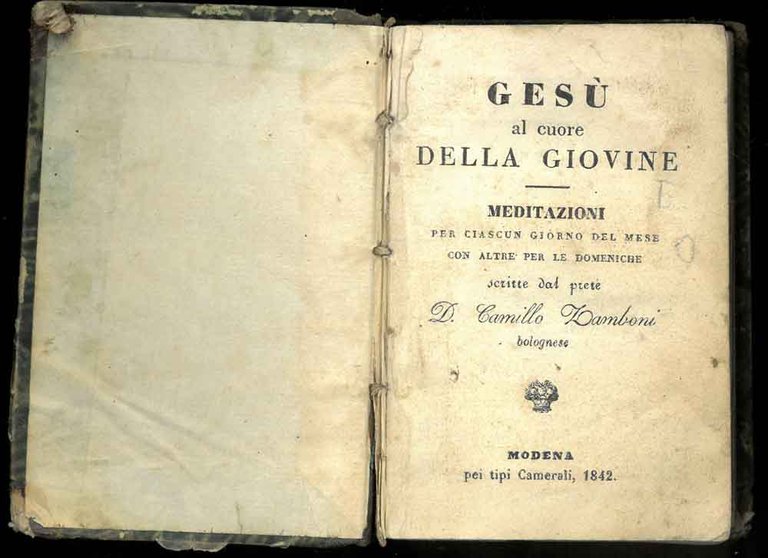 GESÙ
al cuore
DELLA GIOVINE
MEDITAZIONI
PER CIASCUN GIORNO DEL MESE
CON ALTRE PER LE DOMENICHE
scritte dal prete
D. Camillo Zamboni
bolognese
MODENA
pei tipi Camerali, 1842.